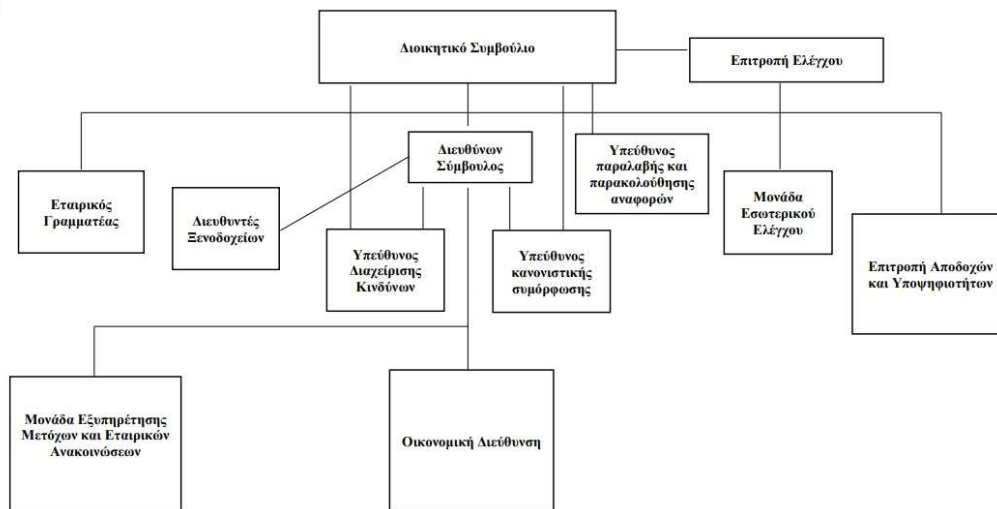 Διοικητικό Συμβούλιο
Επιτροπή Ελέγχου
Διευθύνων
Σύμβουλος
Υπεύθυνος
παραλαβής και
παρακολούθησης
αναφορών
Εταιρικός
Γραμματέας
Διευθυντές
Ξενοδοχείων
Μονάδα
Εσωτερικού
Ελέγχου
Υπεύθυνος
Διαχείρισης
Κινδύνων
Υπεύθυνος
κανονιστικής
συμόρφωσης
Επιτροπή Αποδοχών
και Υποψηφιοτήτων
Μονάδα Εξυπηρέτησης
Μετόχων και Εταιρικών
Ανακοινώσεων
Οικονομική Διεύθυνση